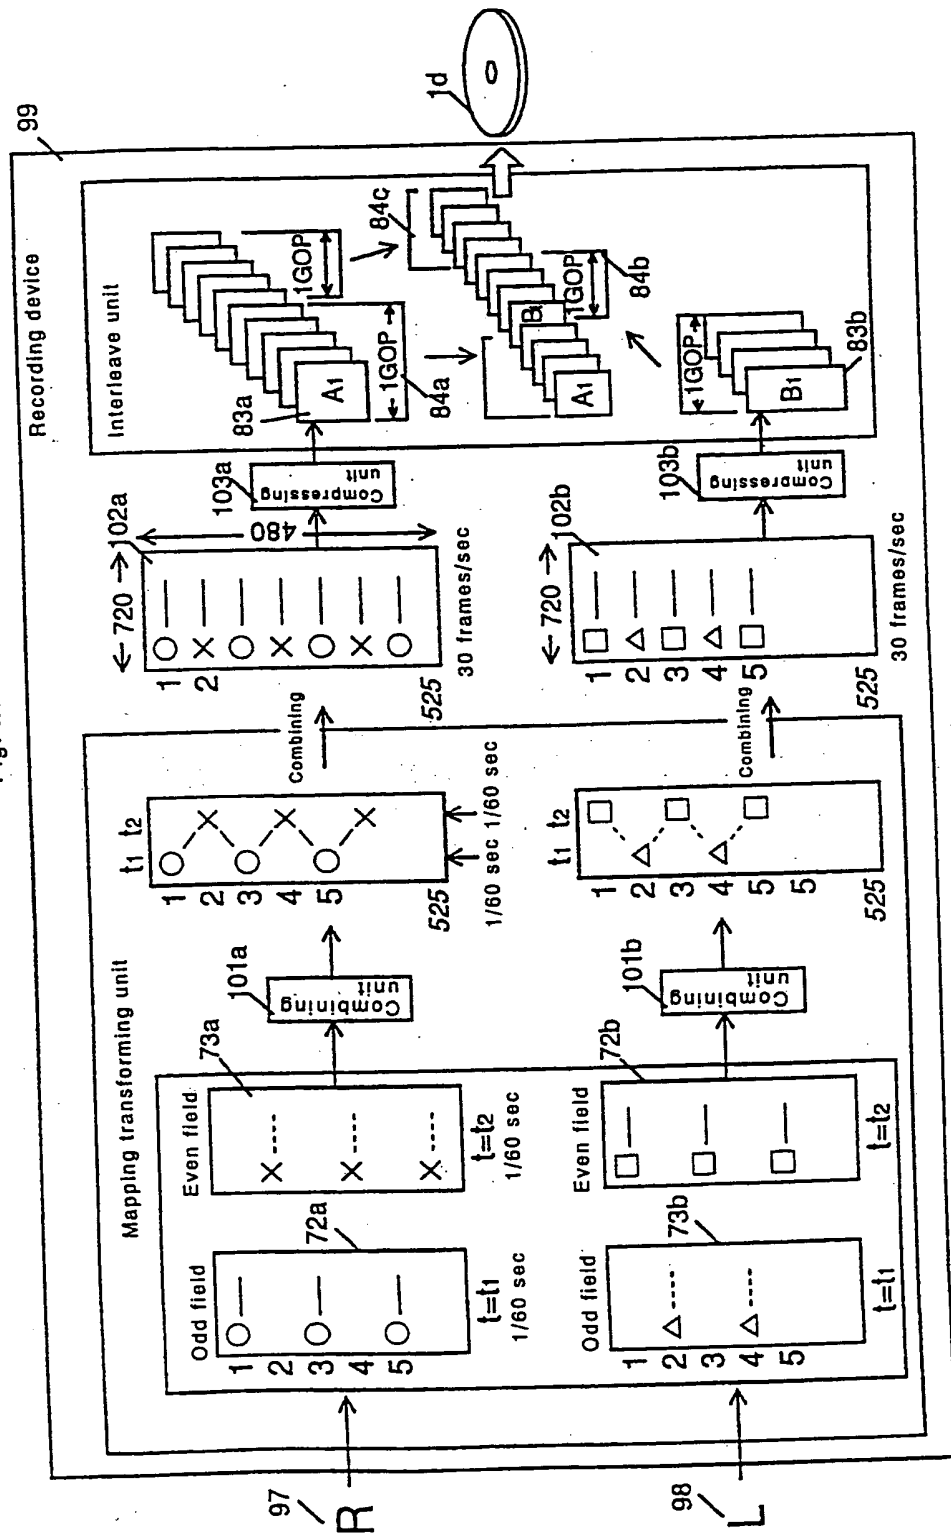 Recording device
99
Mapping transforming unit
Interleave unit
97
R
98
L
Odd field
72a
1
2
3
4
5
t=t1
1/60 sec
Even field
73a
t=t2
1/60 sec
Odd field
73b
1
2
3
4
5
t=t1
Even field
72b
t=t2
101a
Combining unit
101b
Combining unit
t1 t2
1
2
3
4
5
525
1/60 sec 1/60 sec
t1 t2
1
2
3
4
5
5
525
Combining
Combining
720
102a
480
1
2
525
30 frames/sec
720
102b
1
2
3
4
5
525
30 frames/sec
103a
Compressing unit
103b
Compressing unit
83a
A1
1GOP
84a
1GOP
84c
A1
B1
1GOP
84b
1GOP
B1
83b
1d